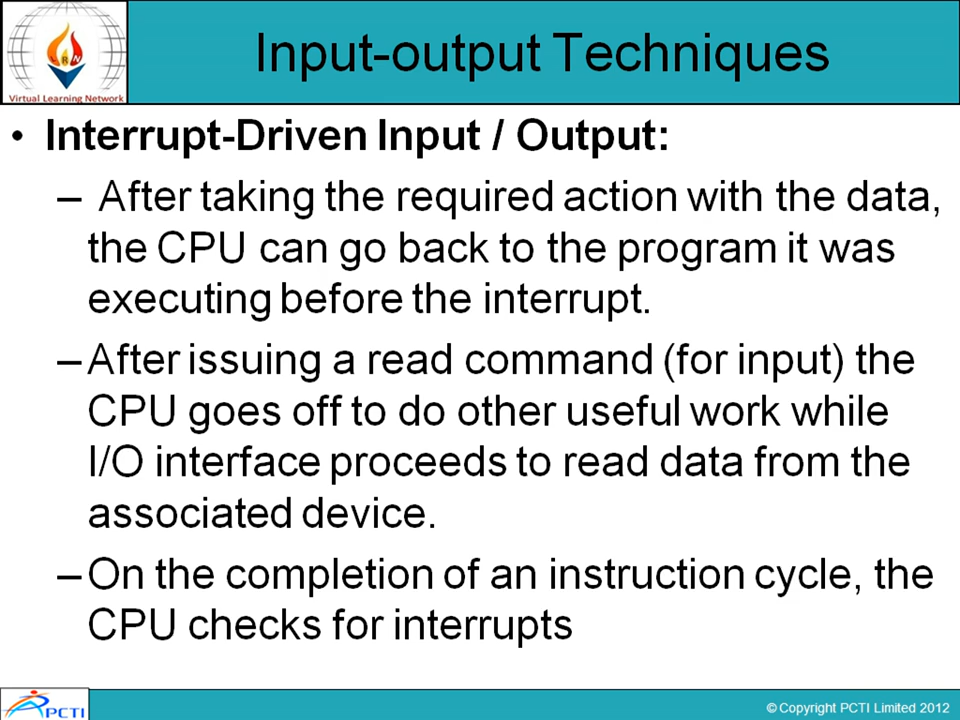 Input-output Techniques
RN
Virtual Learning Network
• Interrupt-Driven Input / Output:
– After taking the required action with the data,
the CPU can go back to the program it was
executing before the interrupt.
– After issuing a read command (for input) the
CPU goes off to do other useful work while
I/O interface proceeds to read data from the
associated device.
– On the completion of an instruction cycle, the
CPU checks for interrupts
PCTI
© Copyright PCTI Limited 2012